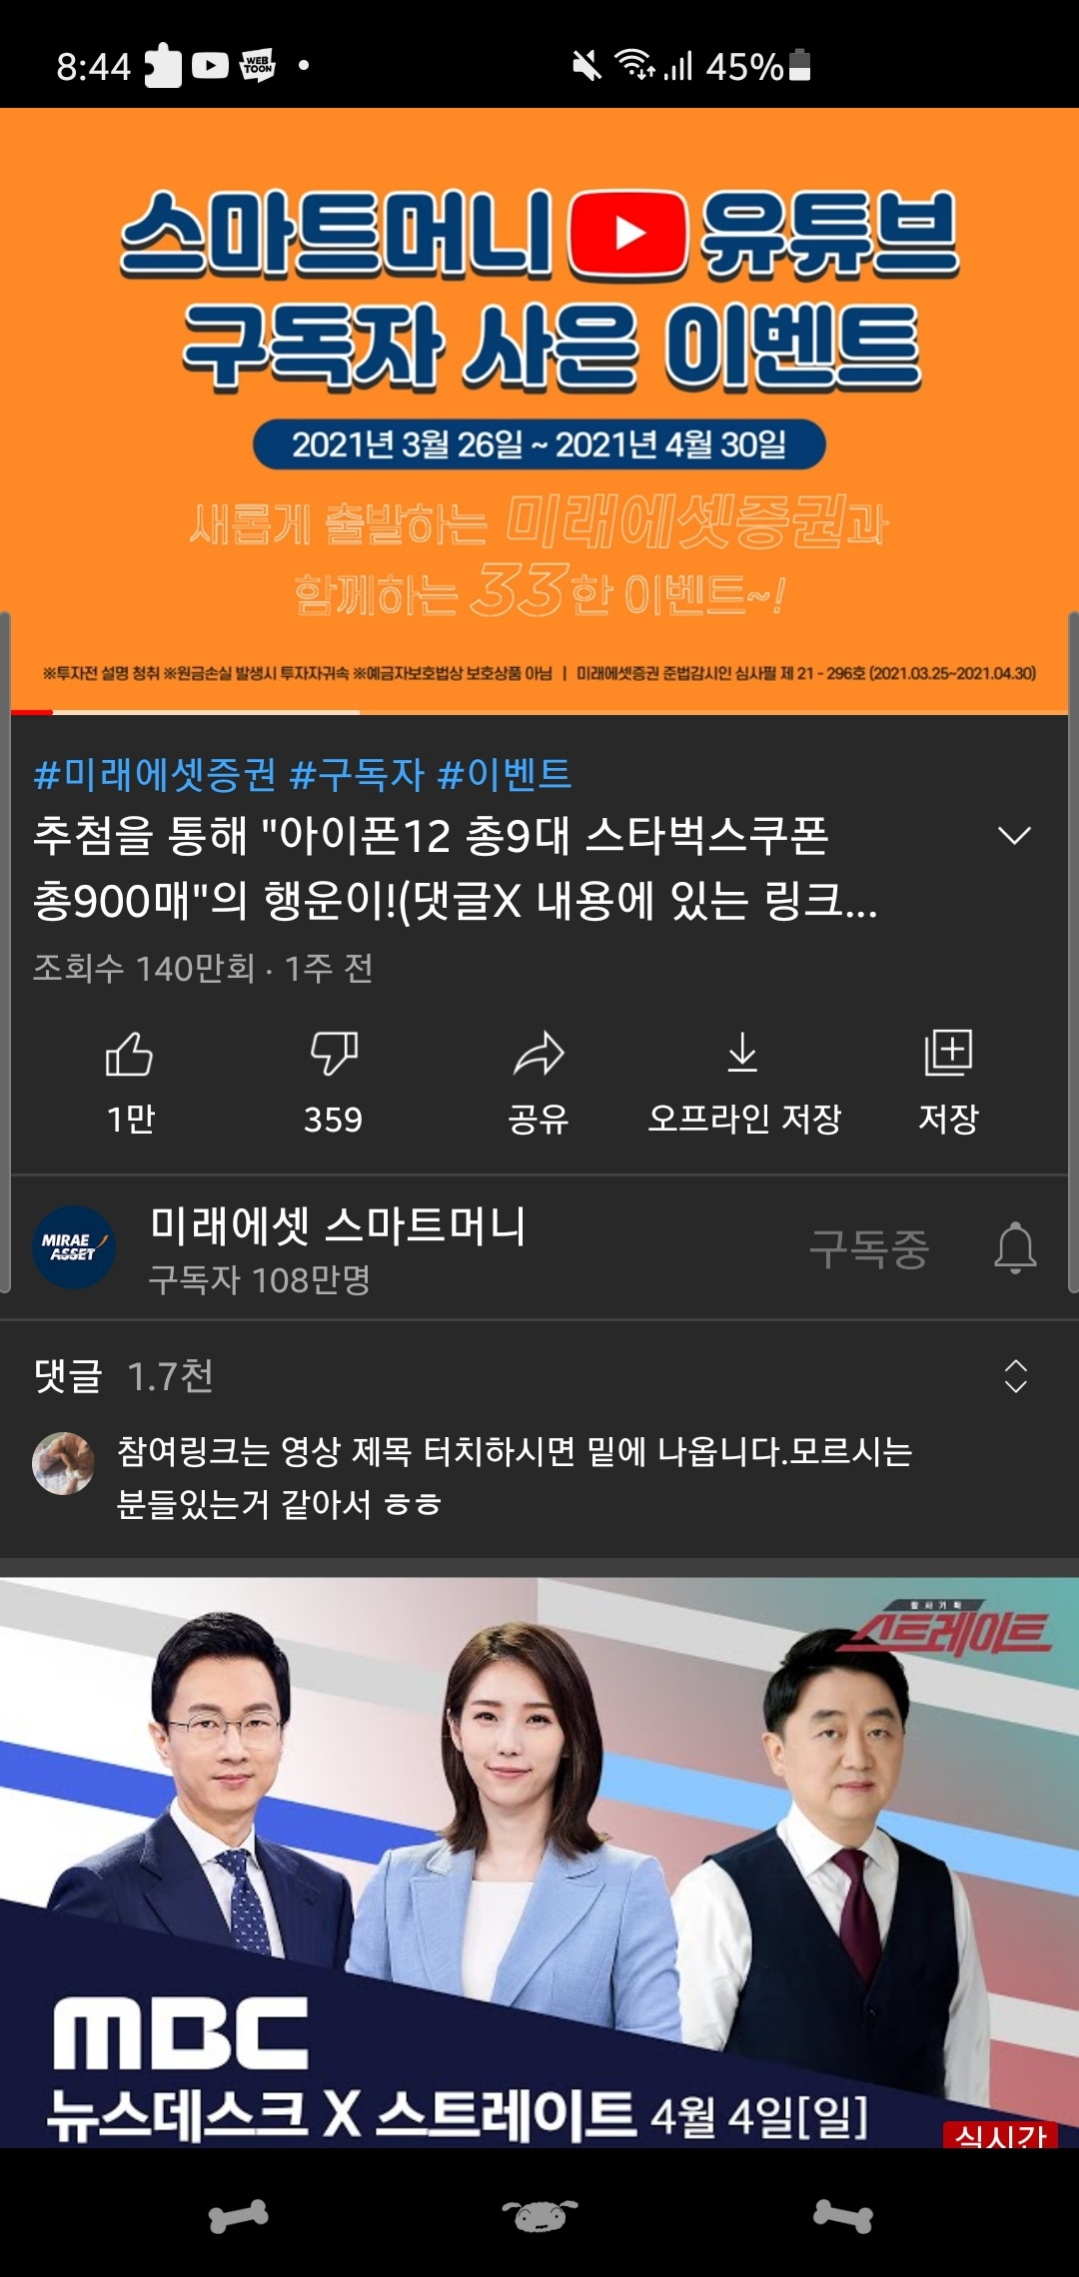 8:44 WEB TOON 45%
스마트머니 유튜브
구독자 사은 이벤트
2021년 3월 26일 ~ 2021년 4월 30일
새롭게 출발하는 미래에셋증권과
함께하는 33한 이벤트~!
※투자전 설명 청취 ※원금손실 발생시 투자자귀속 ※예금자보호법상 보호상품 아님 | 미래에셋증권 준법감시인 심사필 제 21 - 296호 (2021.03.25~2021.04.30)
#미래에셋증권 #구독자 #이벤트
추첨을 통해 "아이폰12 총9대 스타벅스쿠폰
총900매"의 행운이!(댓글X 내용에 있는 링크...
조회수 140만회 · 1주 전
1만 359 공유 오프라인 저장 저장
MIRAE ASSET
미래에셋 스마트머니
구독자 108만명
구독중
댓글 1.7천
참여링크는 영상 제목 터치하시면 밑에 나옵니다.모르시는
분들있는거 같아서 ㅎㅎ
탐사기획
스트레이트
MBC
뉴스데스크 X 스트레이트 4월 4일[일]
실시간